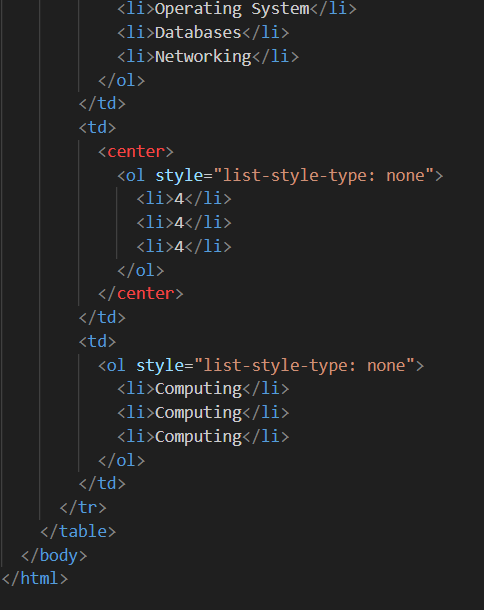 <li>Operating System</li>
<li>Databases</li>
<li>Networking</li>
</ol>
</td>
<td>
<center>
<ol style="list-style-type: none">
<li>4</li>
<li>4</li>
<li>4</li>
</ol>
</center>
</td>
<td>
<ol style="list-style-type: none">
<li>Computing</li>
<li>Computing</li>
<li>Computing</li>
</ol>
</td>
</tr>
</table>
</body>
</html>